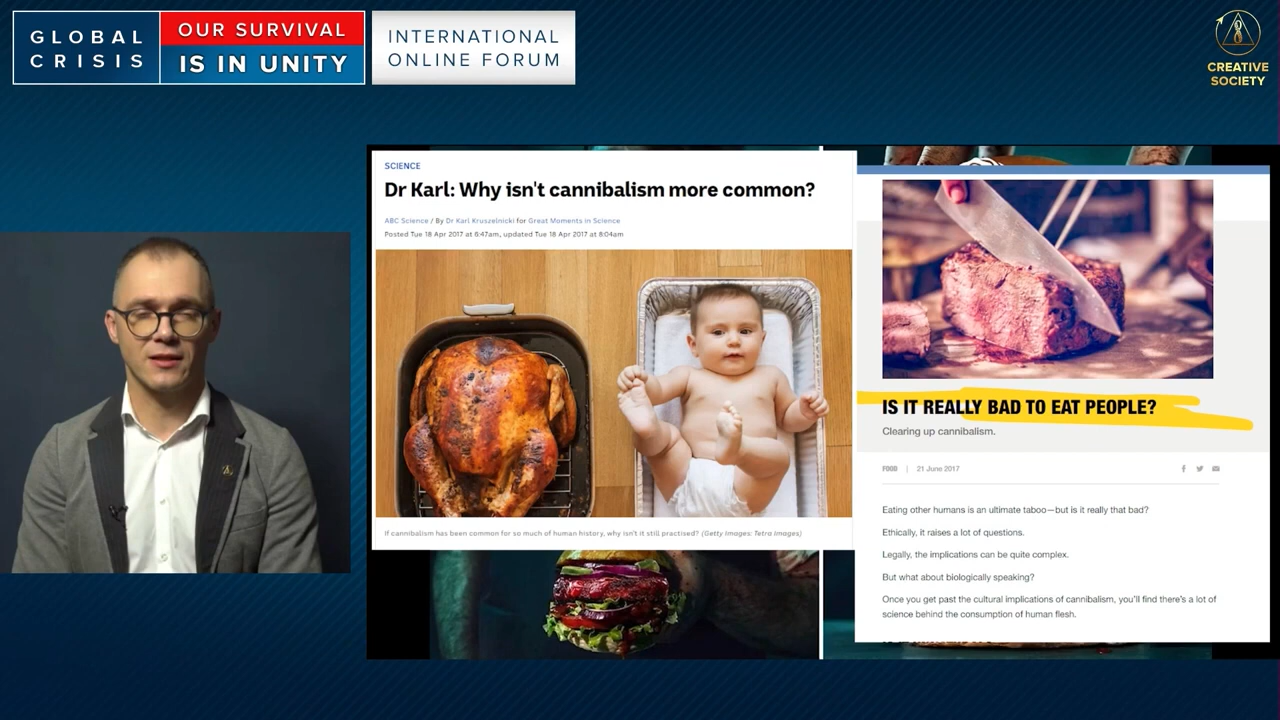 GLOBAL
CRISIS
OUR SURVIVAL
IS IN UNITY
INTERNATIONAL
ONLINE FORUM
CREATIVE
SOCIETY
SCIENCE
Dr Karl: Why isn't cannibalism more common?
ABC Science / By Dr Karl Kruszelnicki for Great Moments in Science
Posted Tue 18 Apr 2017 at 6:47am, updated Tue 18 Apr 2017 at 8:04am
If cannibalism has been common for so much of human history, why isn't it still practised? (Getty Images: Tetra Images)
IS IT REALLY BAD TO EAT PEOPLE?
Clearing up cannibalism.
FOOD | 21 June 2017
Eating other humans is an ultimate taboo—but is it really that bad?
Ethically, it raises a lot of questions.
Legally, the implications can be quite complex.
But what about biologically speaking?
Once you get past the cultural implications of cannibalism, you'll find there's a lot of
science behind the consumption of human flesh.